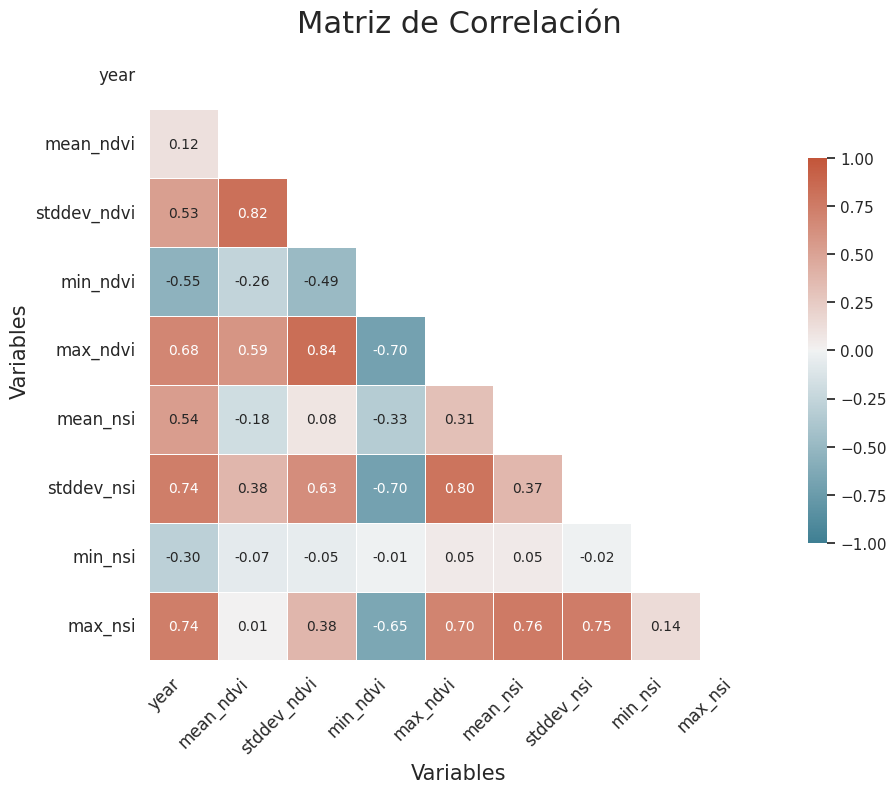 Matriz de Correlación
year
mean_ndvi
0.12
stddev_ndvi
0.53 0.82
min_ndvi
-0.55 -0.26 -0.49
max_ndvi
0.68 0.59 0.84 -0.70
mean_nsi
0.54 -0.18 0.08 -0.33 0.31
stddev_nsi
0.74 0.38 0.63 -0.70 0.80 0.37
min_nsi
-0.30 -0.07 -0.05 -0.01 0.05 0.05 -0.02
max_nsi
0.74 0.01 0.38 -0.65 0.70 0.76 0.75 0.14
year
mean_ndvi
stddev_ndvi
min_ndvi
max_ndvi
mean_nsi
stddev_nsi
min_nsi
max_nsi
Variables
Variables
1.00
0.75
0.50
0.25
0.00
−0.25
−0.50
−0.75
−1.00